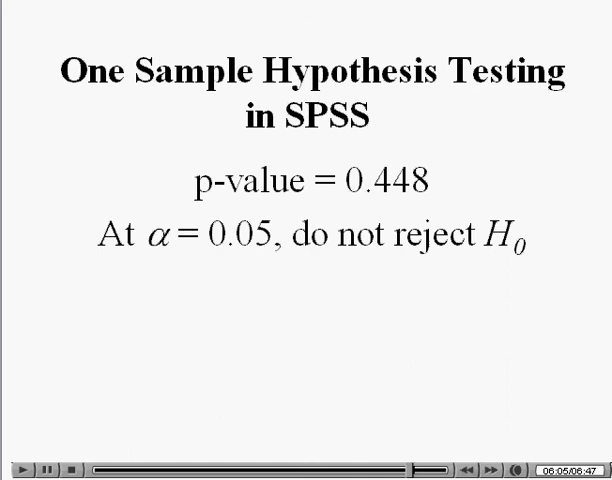 One Sample Hypothesis Testing
in SPSS
p-value = 0.448
At α = 0.05, do not reject H₀
06:05/06:47